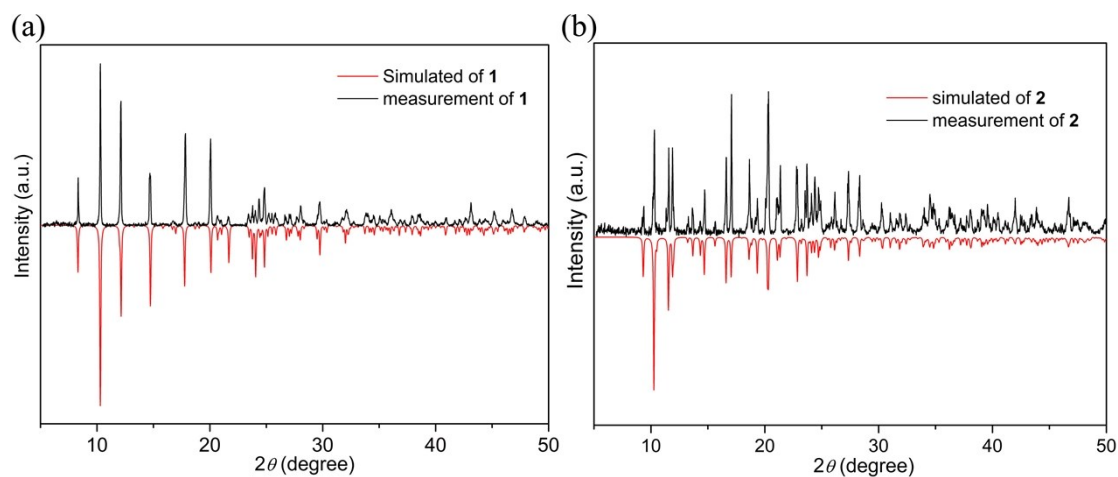 (a)
Simulated of 1
measurement of 1
Intensity (a.u.)
10 20 30 40 50
2θ (degree)
(b)
simulated of 2
measurement of 2
Intensity (a.u.)
10 20 30 40 50
2θ (degree)